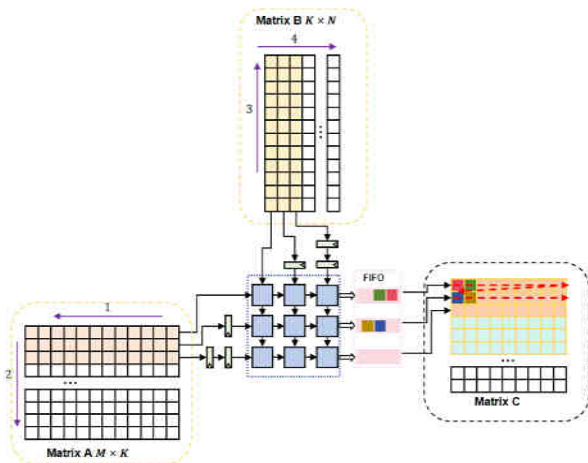 Matrix B K × N
4
3
FIFO
1
2
...
...
...
Matrix C
Matrix A M × K